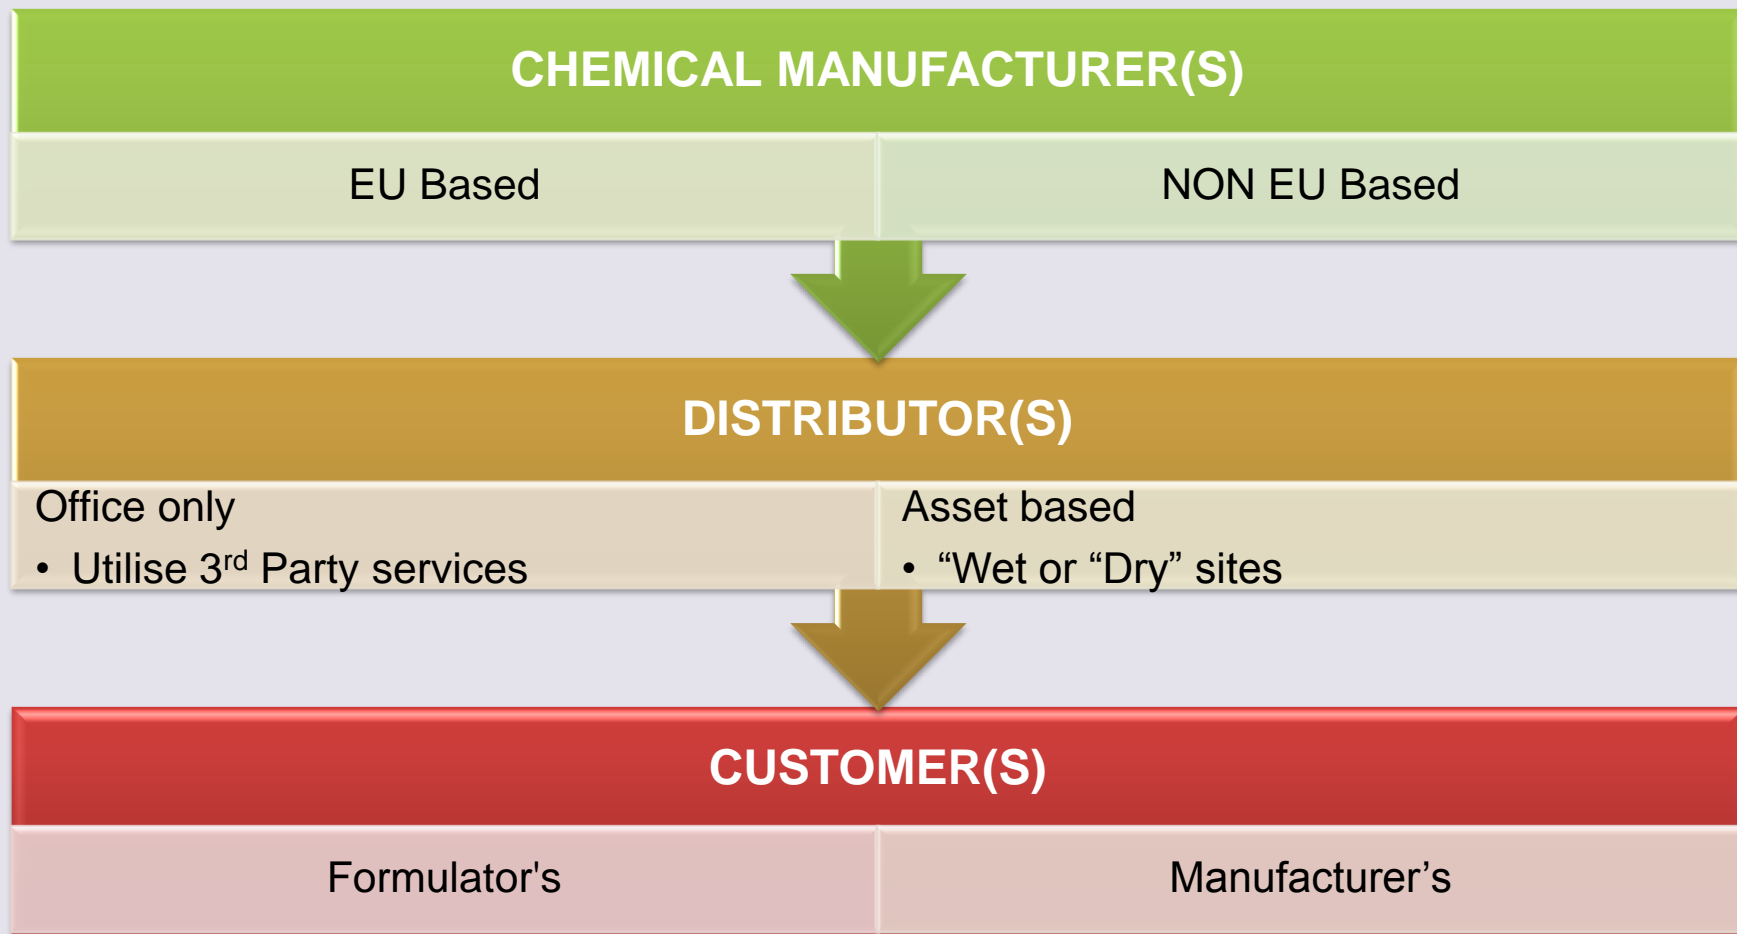 CHEMICAL MANUFACTURER(S)
EU Based
NON EU Based
DISTRIBUTOR(S)
Office only
• Utilise 3rd Party services
Asset based
• “Wet or “Dry” sites
CUSTOMER(S)
Formulator's
Manufacturer’s